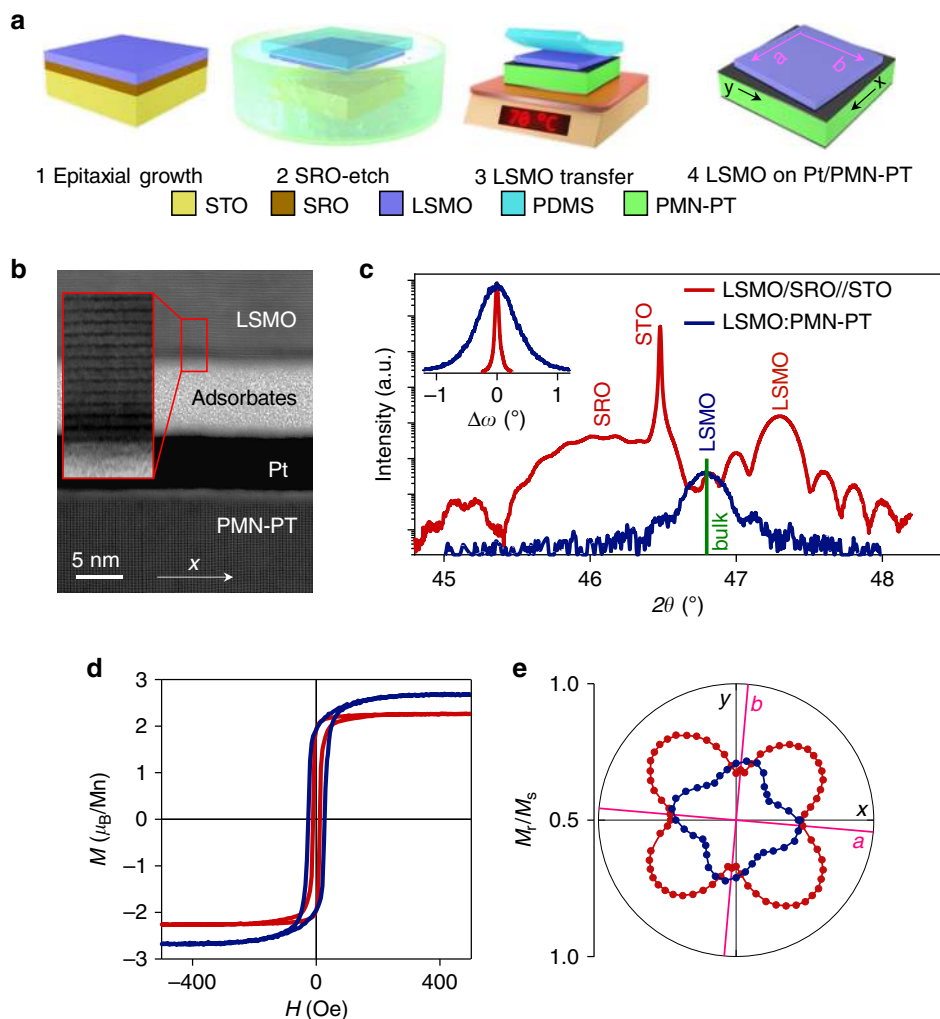 a
a b
y x
70 °C
1 Epitaxial growth 2 SRO-etch 3 LSMO transfer 4 LSMO on Pt/PMN-PT
STO SRO LSMO PDMS PMN-PT
b
LSMO
Adsorbates
Pt
PMN-PT
5 nm x
c
LSMO/SRO//STO
LSMO:PMN-PT
Intensity (a.u.)
−1 0 1
Δω (°)
SRO
STO
LSMO
LSMO
bulk
45 46 47 48
2θ (°)
d
3
2
1
0
−1
−2
−3
M (μB/Mn)
−400 0 400
H (Oe)
e
1.0
0.5
1.0
Mr/Ms
y b
x
a